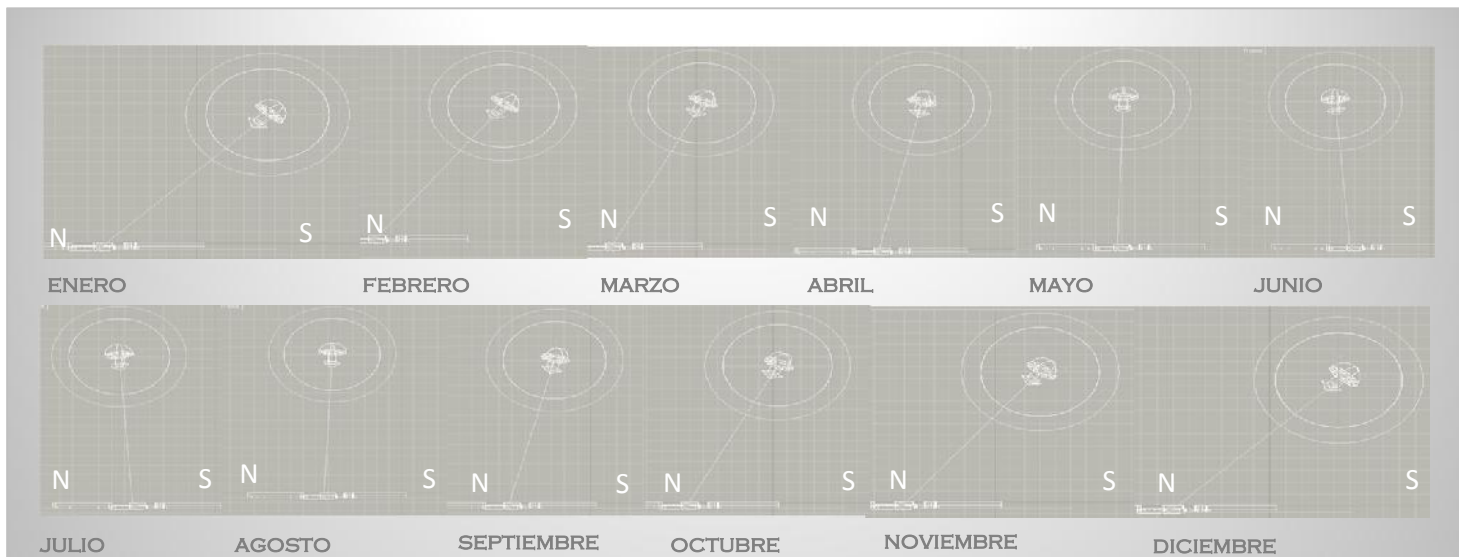 N S N S N S N S N S N S
ENERO FEBRERO MARZO ABRIL MAYO JUNIO
N S N S N S N S N S N S
JULIO AGOSTO SEPTIEMBRE OCTUBRE NOVIEMBRE DICIEMBRE